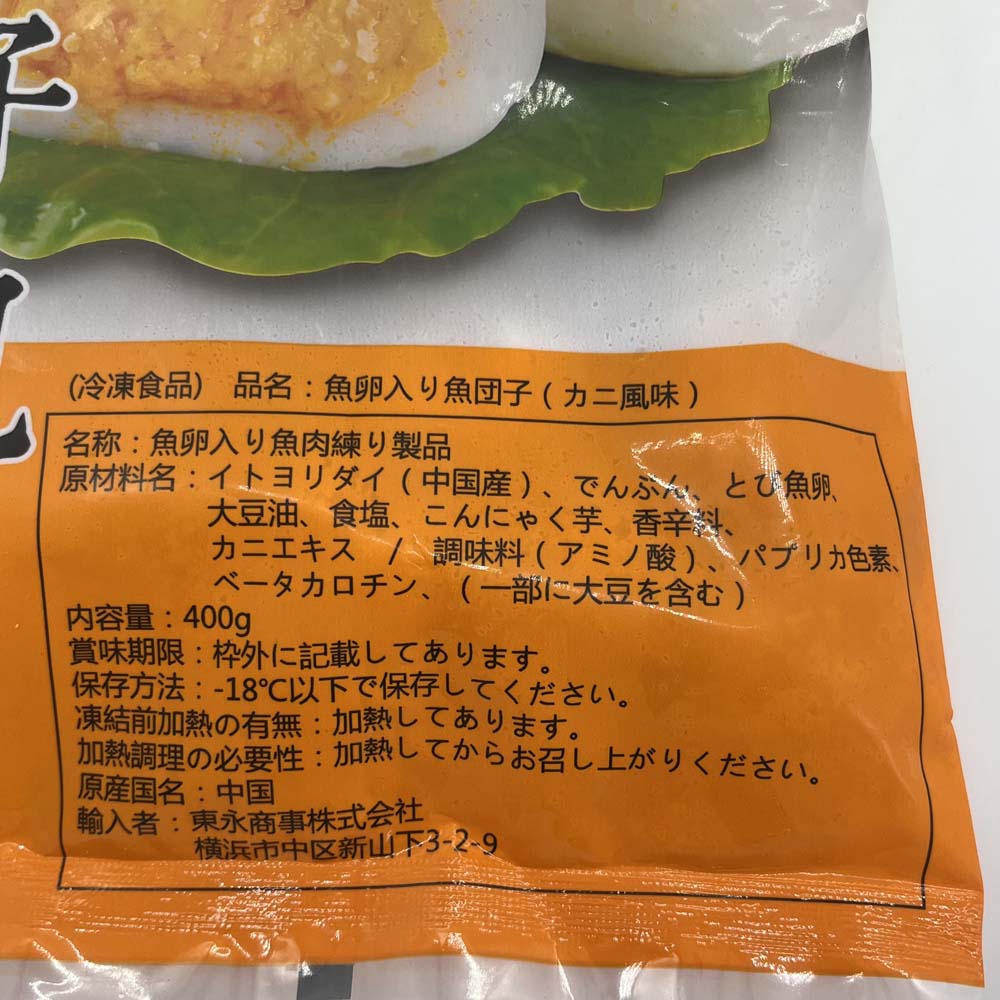 子
(冷凍食品) 品名：魚卵入り魚団子(カニ風味)
名称：魚卵入り魚肉練り製品
原材料名：イトヨリダイ(中国産)、でんぷん、とび魚卵、
大豆油、食塩、こんにゃく芋、香辛料、
カニエキス / 調味料(アミノ酸)、パプリカ色素、
ベータカロチン、(一部に大豆を含む)
内容量：400g
賞味期限：枠外に記載してあります。
保存方法：-18℃以下で保存してください。
凍結前加熱の有無：加熱してあります。
加熱調理の必要性：加熱してからお召し上がりください。
原産国名：中国
輸入者：東永商事株式会社
横浜市中区新山下3-2-9